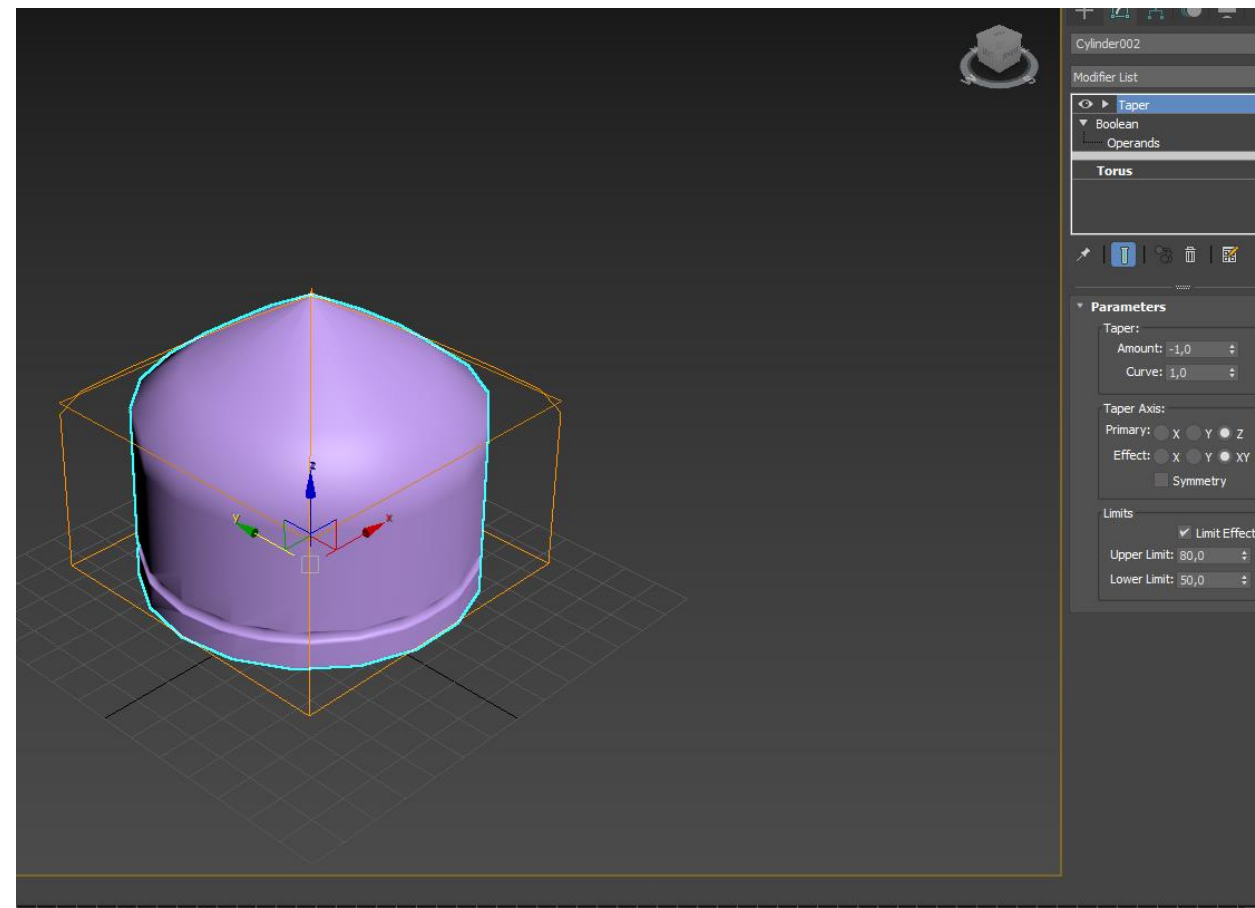 Cylinder002
Modifier List
Taper
Boolean
Operands
Torus
Parameters
Taper:
Amount: -1,0
Curve: 1,0
Taper Axis:
Primary: X Y Z
Effect: X Y XY
Symmetry
Limits
Limit Effect
Upper Limit: 80,0
Lower Limit: 50,0
z
y
x